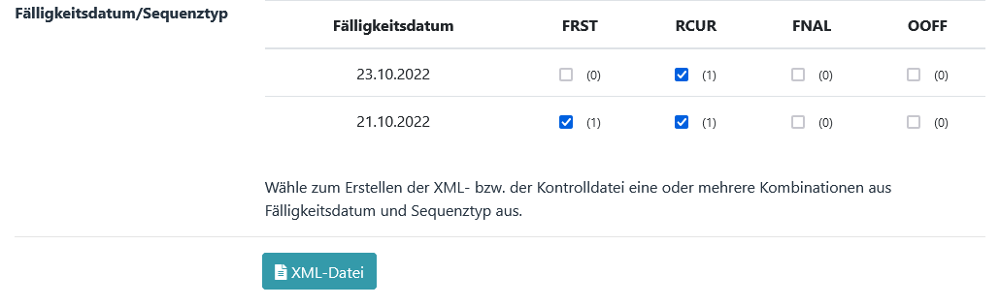 Fälligkeitsdatum/Sequenztyp
Fälligkeitsdatum FRST RCUR FNAL OOFF
23.10.2022 (0) (1) (0) (0)
21.10.2022 (1) (1) (0) (0)
Wähle zum Erstellen der XML- bzw. der Kontrolldatei eine oder mehrere Kombinationen aus
Fälligkeitsdatum und Sequenztyp aus.
XML-Datei